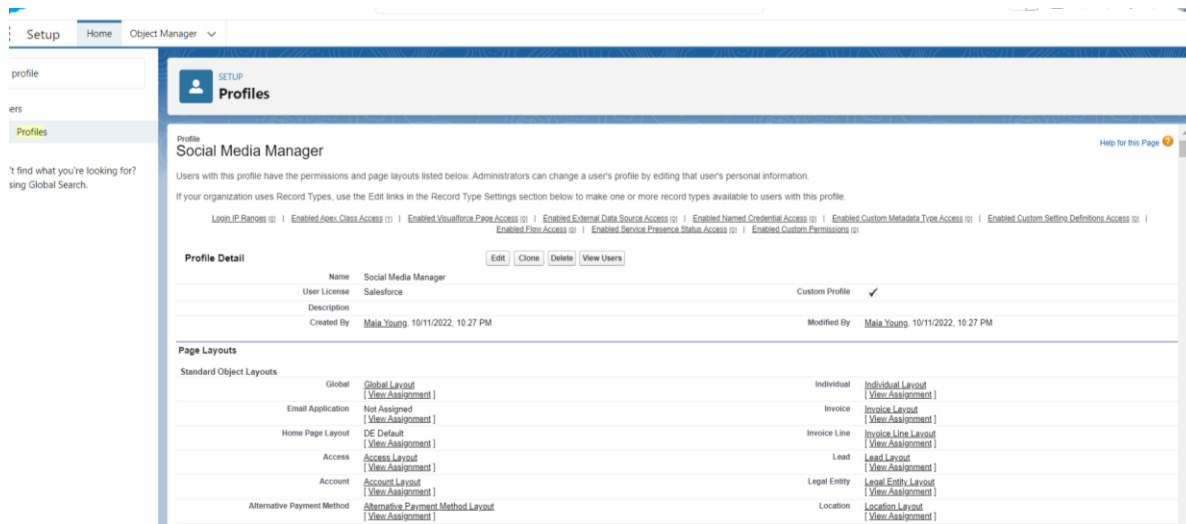 Setup Home Object Manager
profile
SETUP
Profiles
ers
Profiles
't find what you're looking for?
sing Global Search.
Profile
Social Media Manager
Help for this Page
Users with this profile have the permissions and page layouts listed below. Administrators can change a user's profile by editing that user's personal information.
If your organization uses Record Types, use the Edit links in the Record Type Settings section below to make one or more record types available to users with this profile.
Login IP Ranges [0] | Enabled Apex Class Access [1] | Enabled Visualforce Page Access [0] | Enabled External Data Source Access [0] | Enabled Named Credential Access [0] | Enabled Custom Metadata Type Access [0] | Enabled Custom Setting Definitions Access [0] |
Enabled Flow Access [0] | Enabled Service Presence Status Access [0] | Enabled Custom Permissions [0]
Profile Detail Edit Clone Delete View Users
Name Social Media Manager
User License Salesforce Custom Profile ✓
Description
Created By Maia Young, 10/11/2022, 10:27 PM Modified By Maia Young, 10/11/2022, 10:27 PM
Page Layouts
Standard Object Layouts
Global Global Layout Individual Individual Layout
[ View Assignment ] [ View Assignment ]
Email Application Not Assigned Invoice Invoice Layout
[ View Assignment ] [ View Assignment ]
Home Page Layout DE Default Invoice Line Invoice Line Layout
[ View Assignment ] [ View Assignment ]
Access Access Layout Lead Lead Layout
[ View Assignment ] [ View Assignment ]
Account Account Layout Legal Entity Legal Entity Layout
[ View Assignment ] [ View Assignment ]
Alternative Payment Method Alternative Payment Method Layout Location Location Layout
[ View Assignment ] [ View Assignment ]